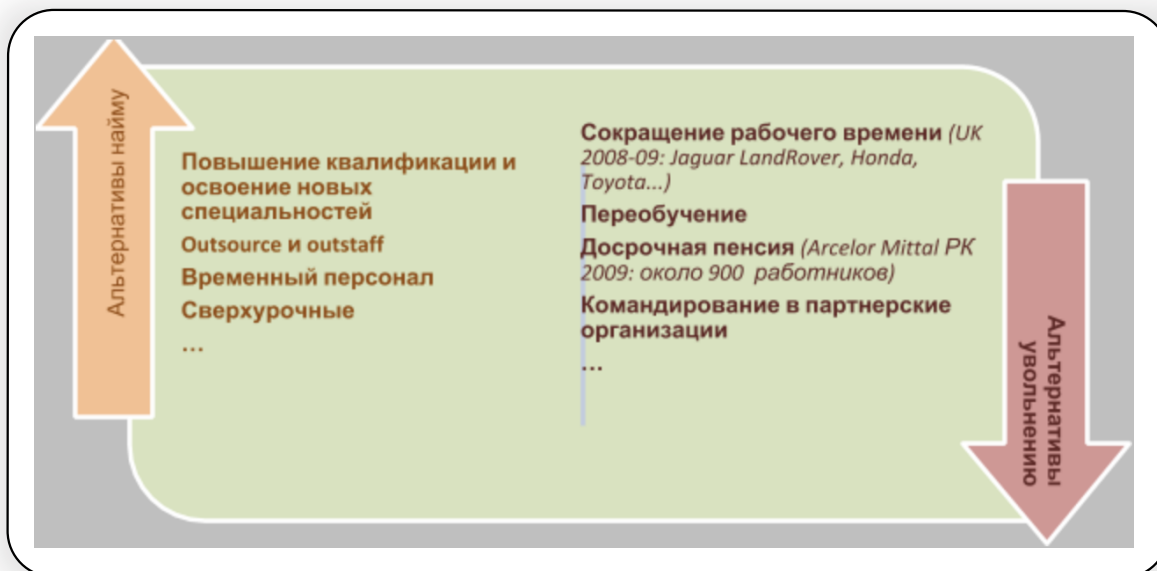 Альтернативы найму
Повышение квалификации и
освоение новых
специальностей
Outsource и outstaff
Временный персонал
Сверхурочные
...
Сокращение рабочего времени (UK
2008-09: Jaguar LandRover, Honda,
Toyota...)
Переобучение
Досрочная пенсия (Arcelor Mittal РК
2009: около 900 работников)
Командирование в партнерские
организации
...
Альтернативы
увольнению